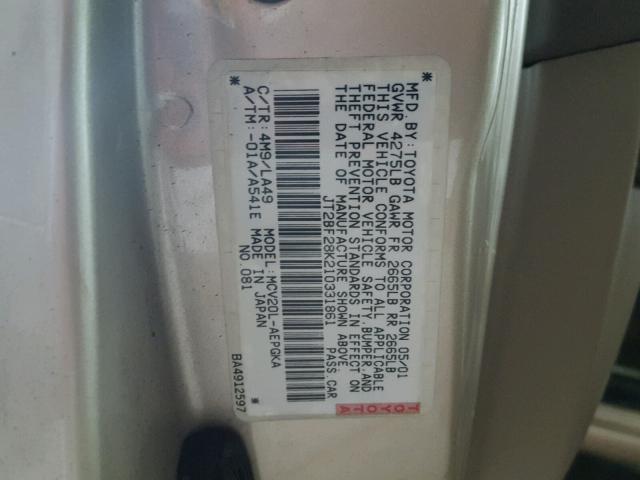 MFD. BY: TOYOTA MOTOR CORPORATION 05/01
GVWR 4275LB GAWR FR 2665LB RR 2665LB
THIS VEHICLE CONFORMS TO ALL APPLICABLE
FEDERAL MOTOR VEHICLE SAFETY, BUMPER, AND
THEFT PREVENTION STANDARDS IN EFFECT ON
THE DATE OF MANUFACTURE SHOWN ABOVE.
JT2BF28K210331861 PASS.CAR
TOYOTA
C/TR: 4M9/LA49 MODEL: MCV20L-AEPGKA
A/TM: -01A/A541E MADE IN JAPAN
NO. 081
BA4912597